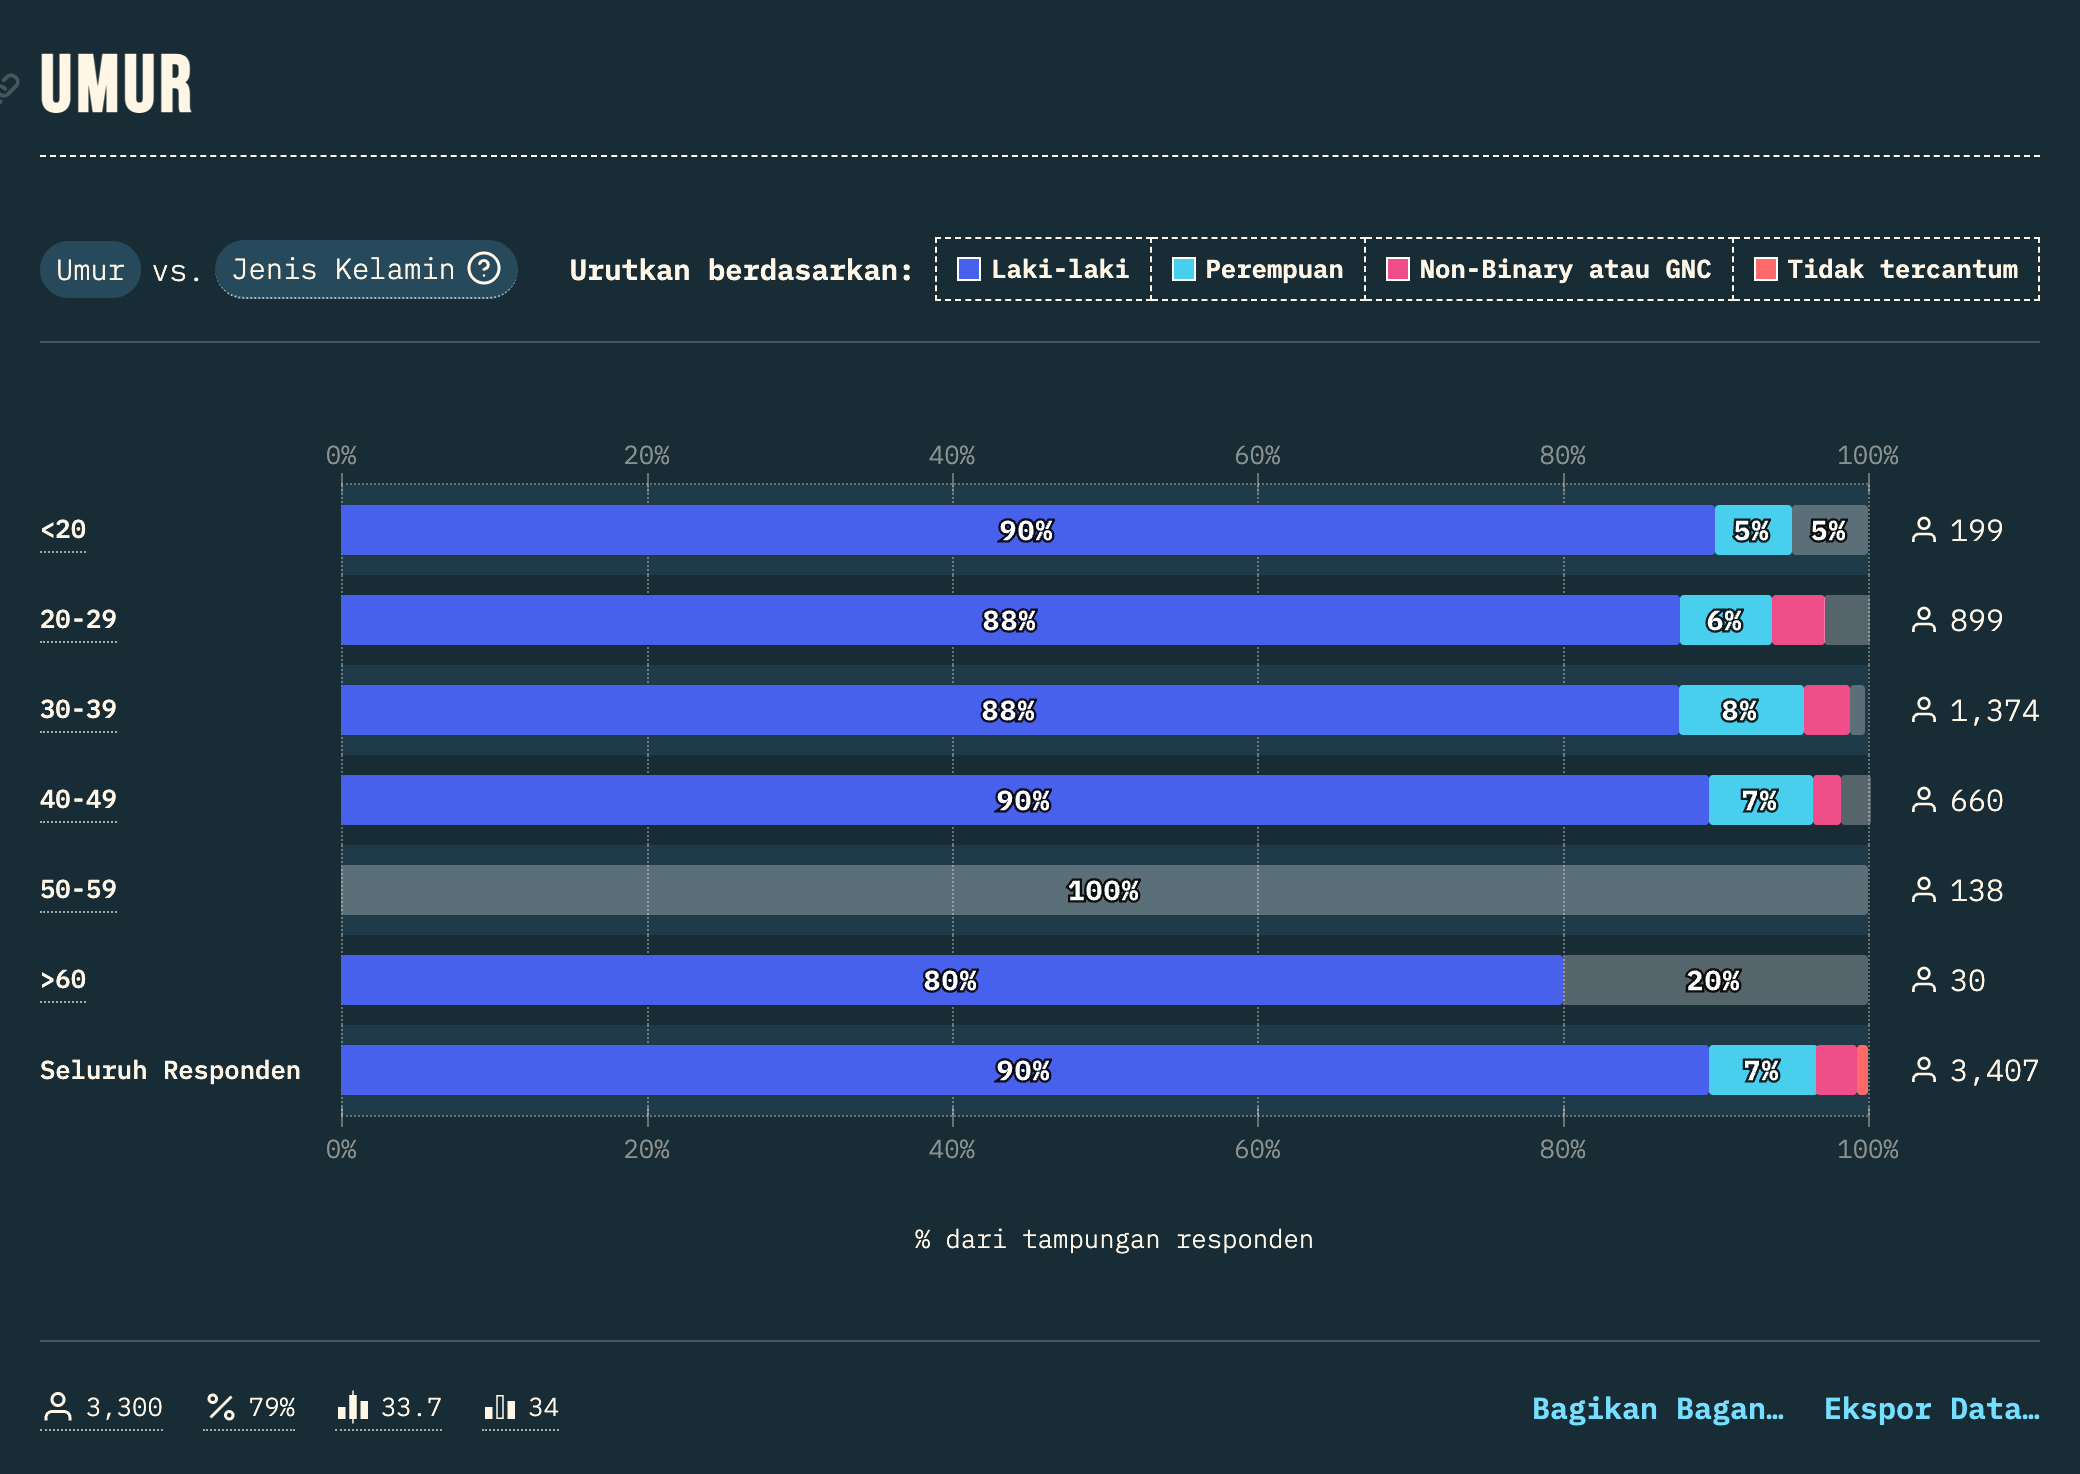 UMUR
Umur vs. Jenis Kelamin ? Urutkan berdasarkan: Laki-laki Perempuan Non-Binary atau GNC Tidak tercantum
0% 20% 40% 60% 80% 100%
<20 90% 5% 5% 199
20-29 88% 6% 899
30-39 88% 8% 1,374
40-49 90% 7% 660
50-59 100% 138
>60 80% 20% 30
Seluruh Responden 90% 7% 3,407
0% 20% 40% 60% 80% 100%
% dari tampungan responden
3,300 % 79% 33.7 34 Bagikan Bagan… Ekspor Data…